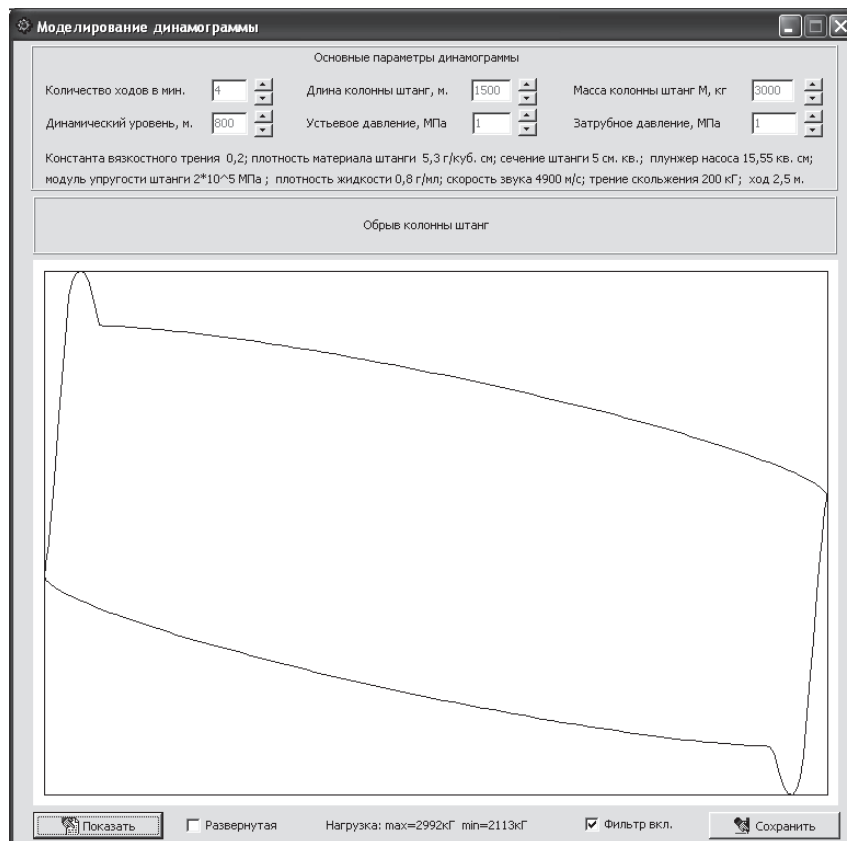 Моделирование динамограммы
Основные параметры динамограммы
Количество ходов в мин. 4 Длина колонны штанг, м. 1500 Масса колонны штанг М, кг 3000
Динамический уровень, м. 800 Устьевое давление, МПа 1 Затрубное давление, МПа 1
Константа вязкостного трения 0,2; плотность материала штанги 5,3 г/куб. см; сечение штанги 5 см. кв.; плунжер насоса 15,55 кв. см;
модуль упругости штанги 2*10^5 МПа ; плотность жидкости 0,8 г/мл; скорость звука 4900 м/с; трение скольжения 200 кГ; ход 2,5 м.
Обрыв колонны штанг
Показать Развернутая Нагрузка: max=2992кГ min=2113кГ Фильтр вкл. Сохранить